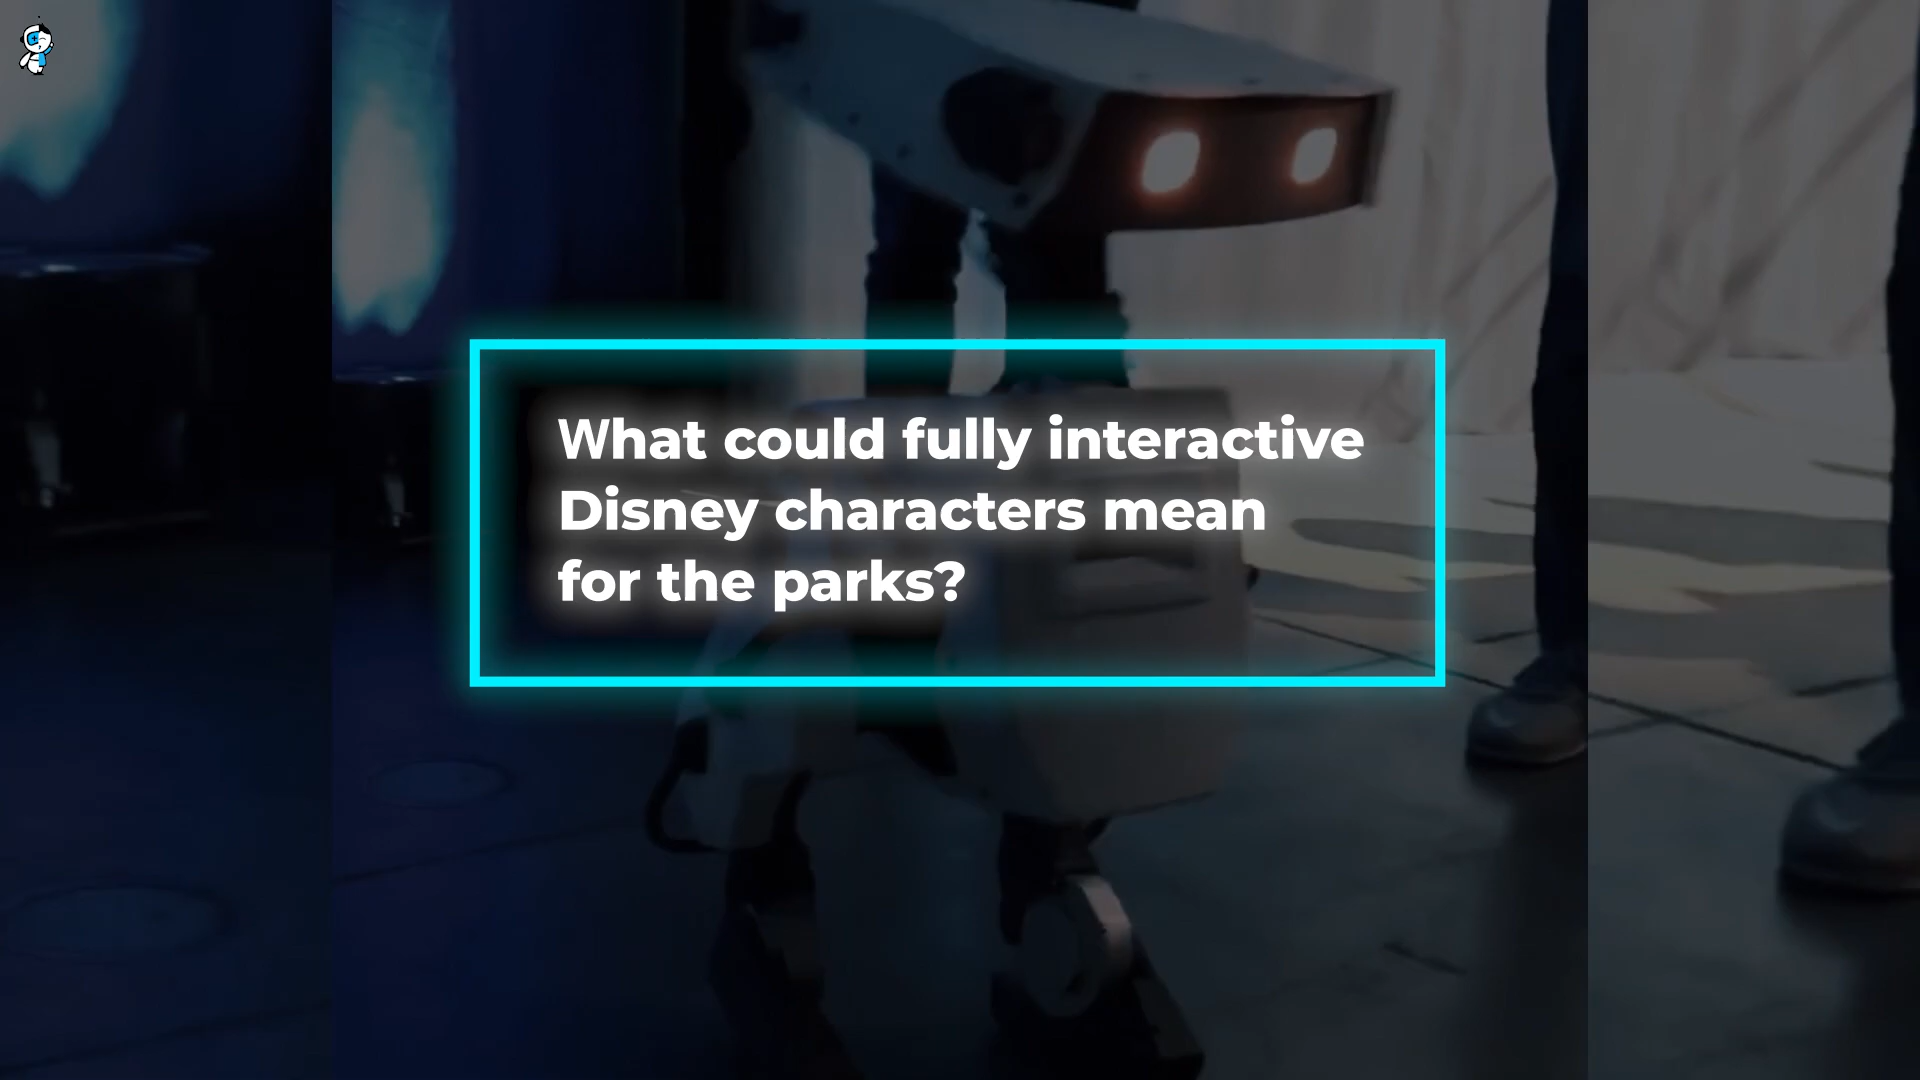 What could fully interactive
Disney characters mean
for the parks?